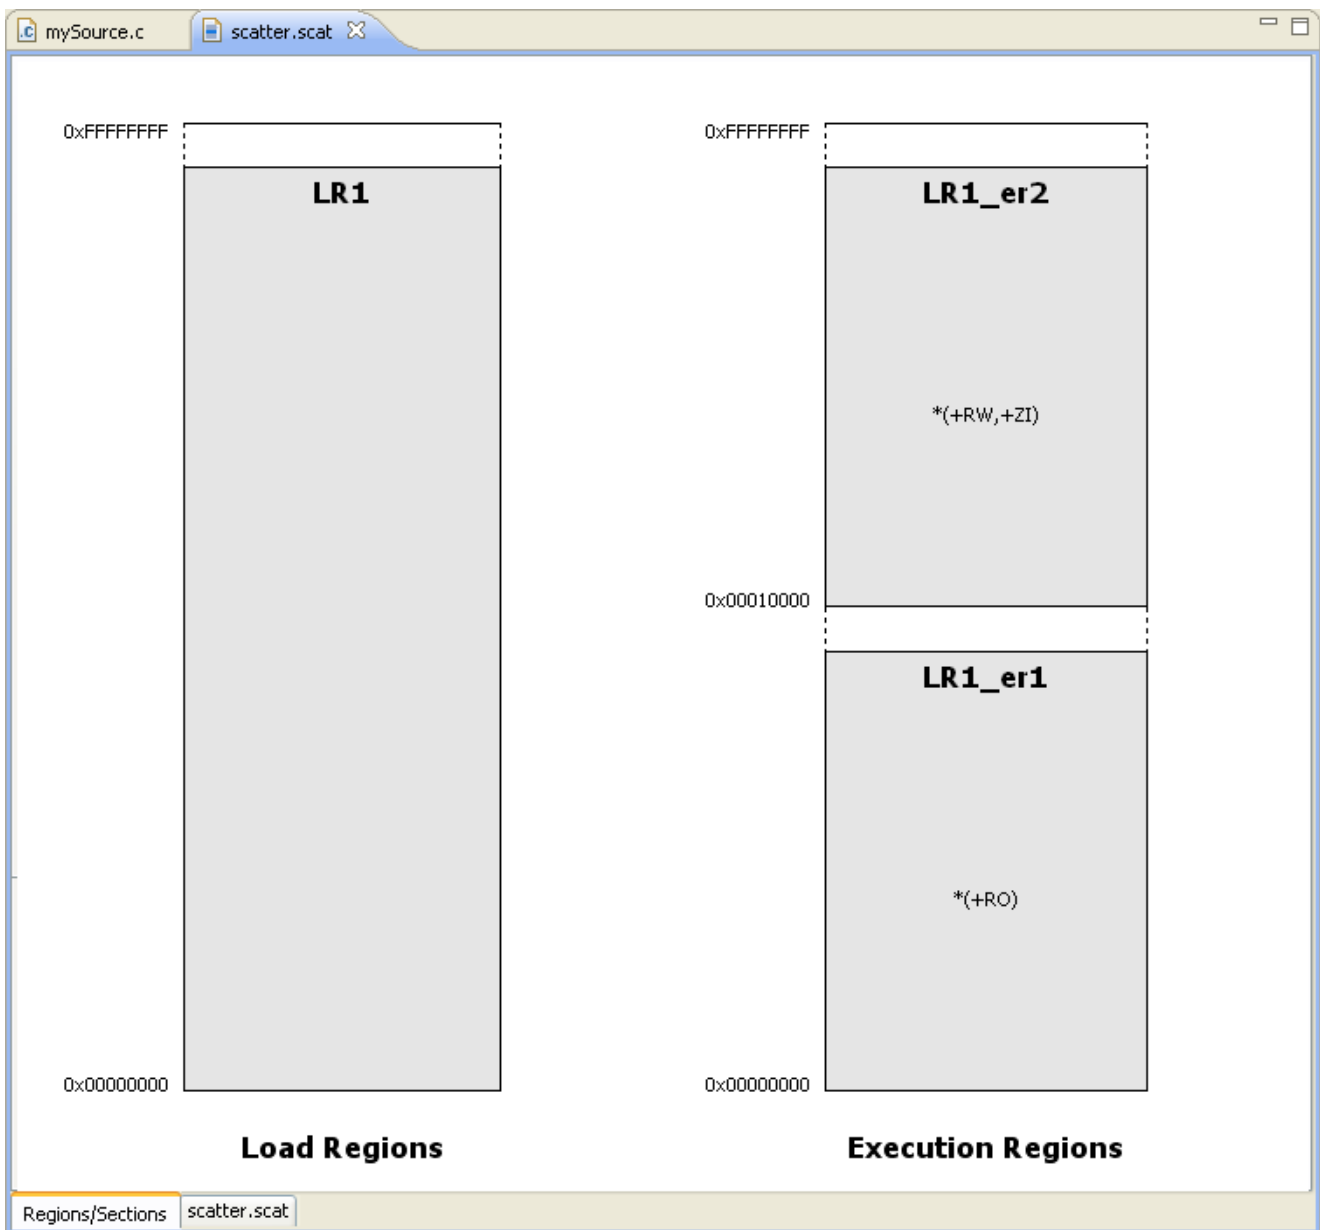 mySource.c
scatter.scat
0xFFFFFFFF
LR1
0x00000000
Load Regions
0xFFFFFFFF
LR1_er2
*(+RW,+ZI)
0x00010000
LR1_er1
*(+RO)
0x00000000
Execution Regions
Regions/Sections
scatter.scat